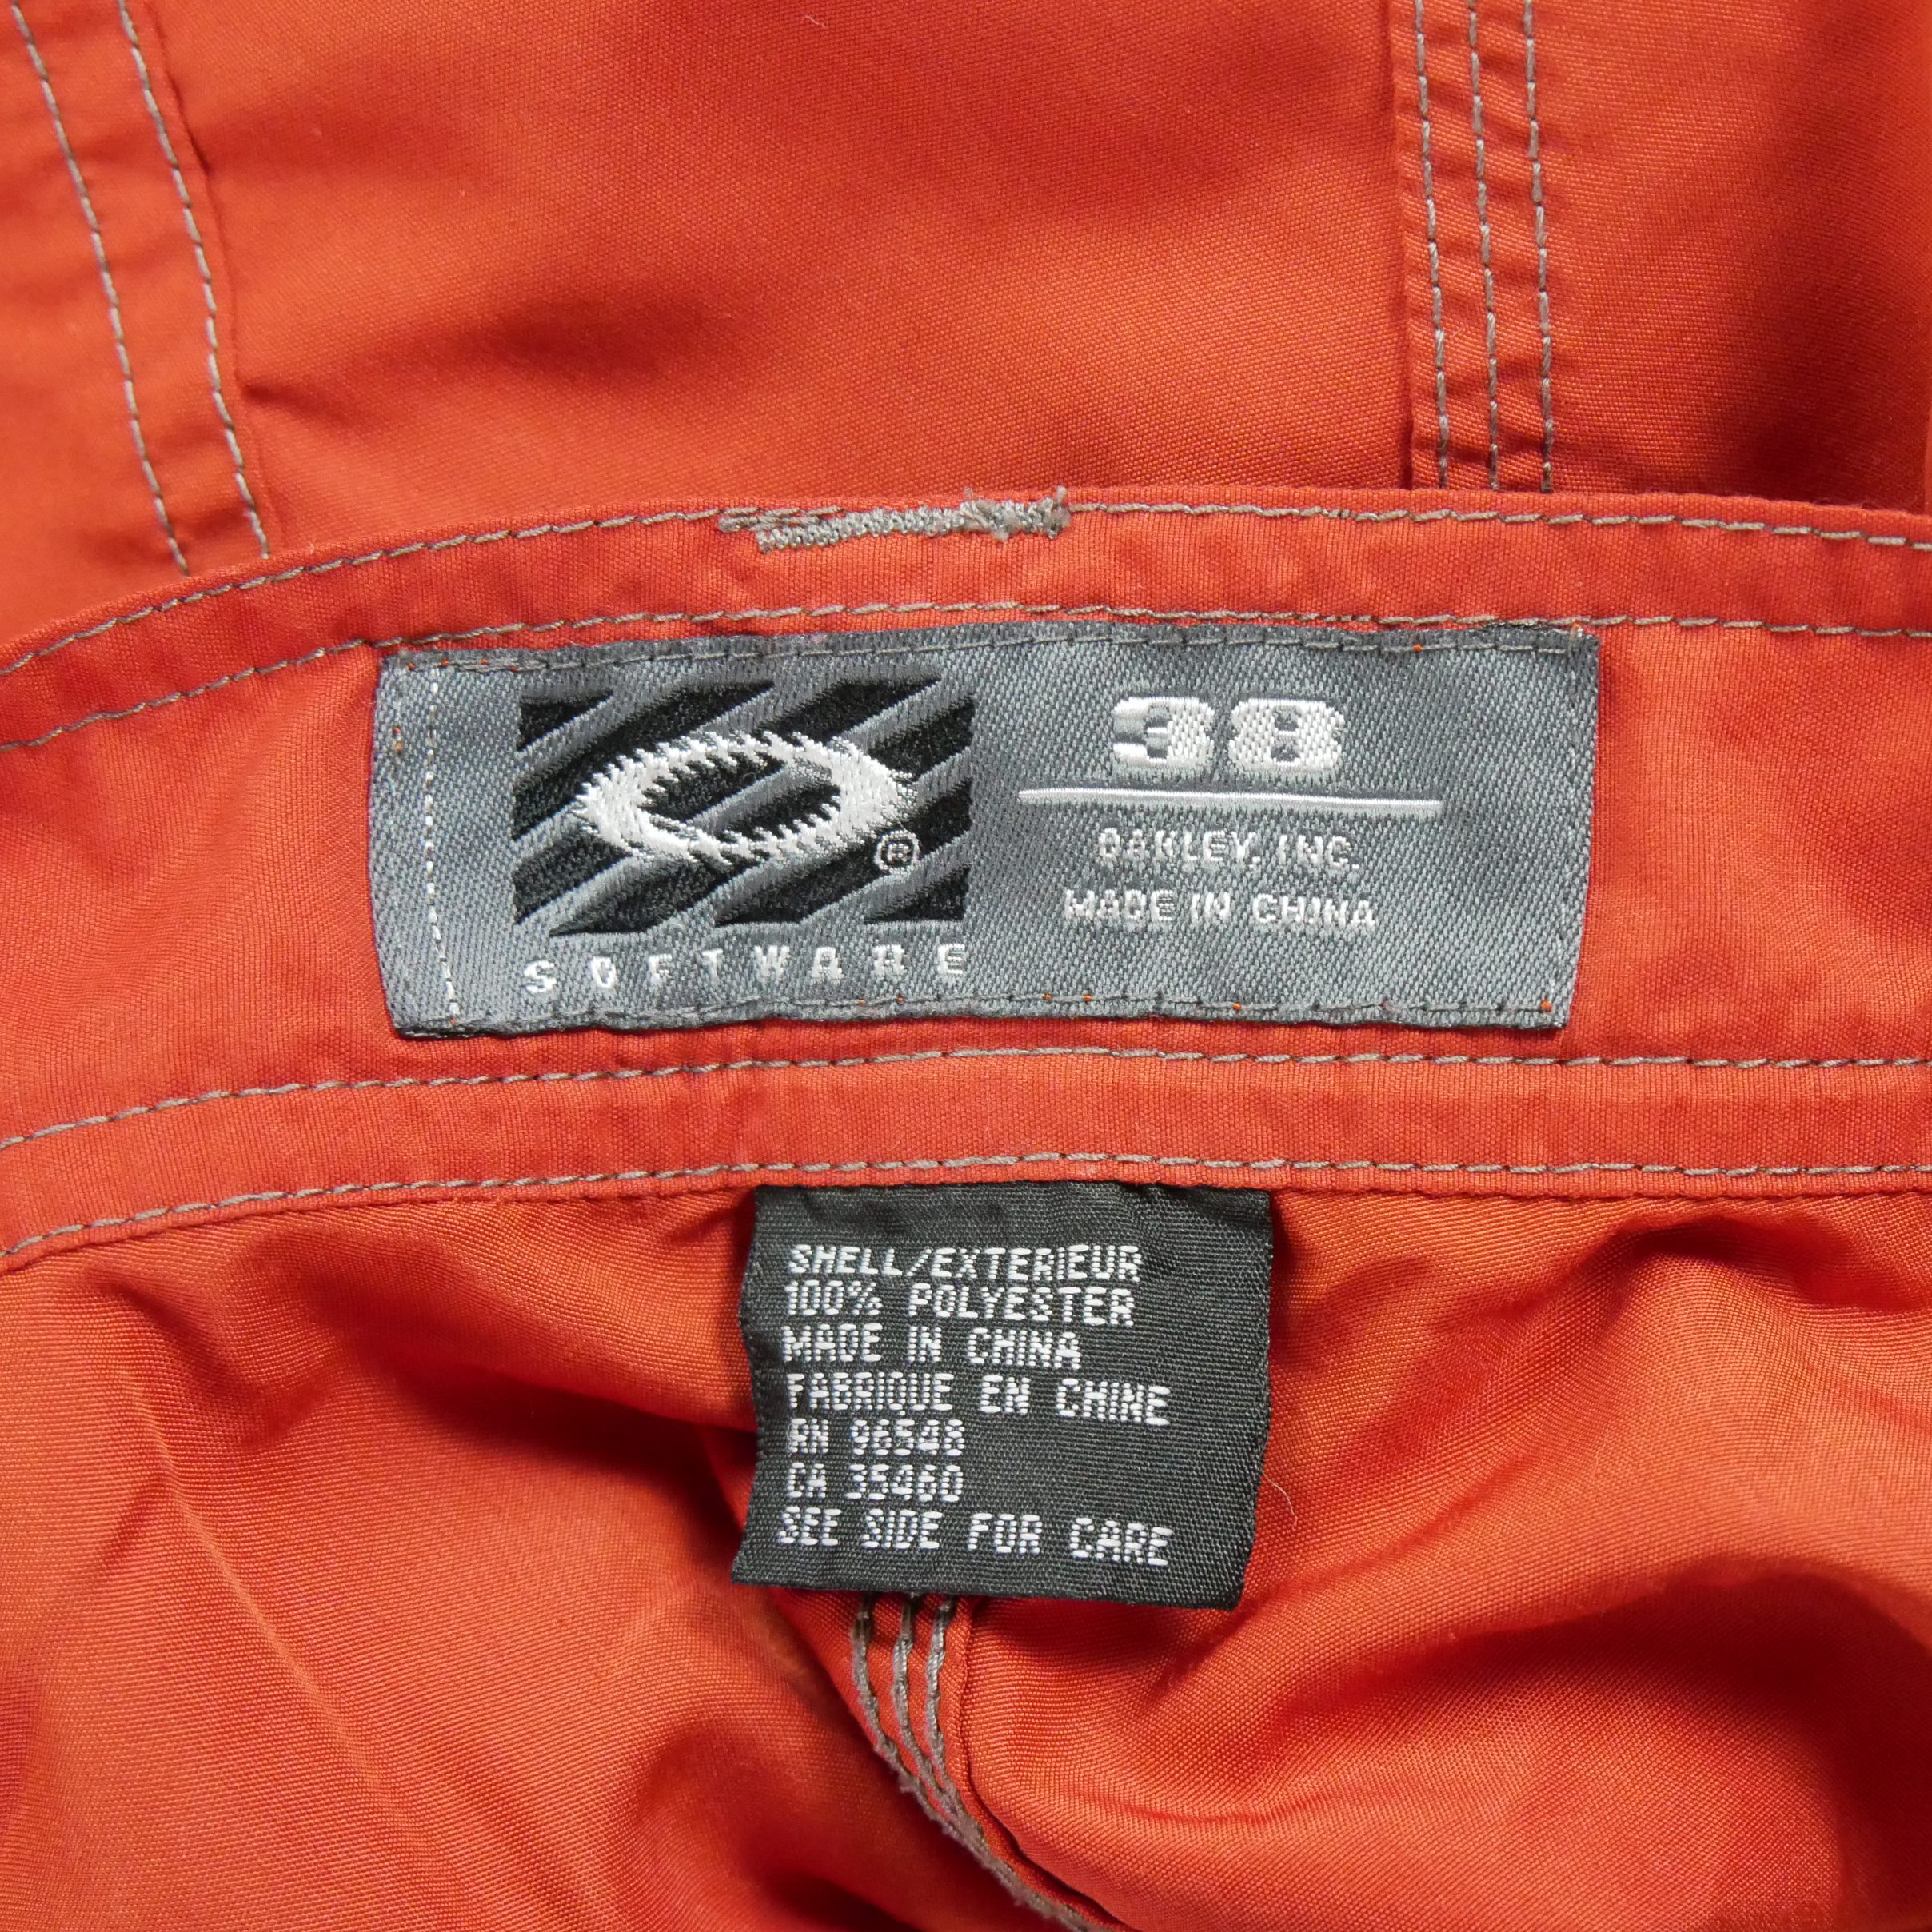 38
OAKLEY, INC.
MADE IN CHINA
®
SOFTWARE
SHELL/EXTERIEUR
100% POLYESTER
MADE IN CHINA
FABRIQUE EN CHINE
RN 96548
CA 35460
SEE SIDE FOR CARE